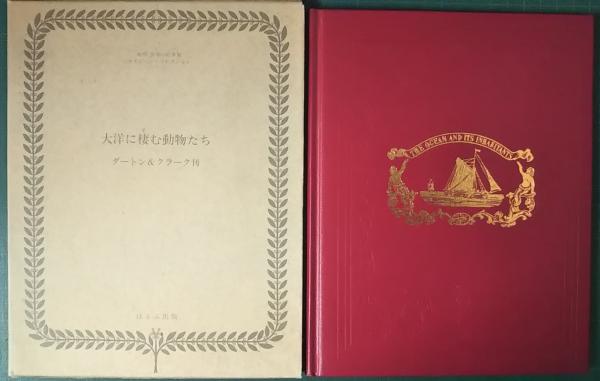 大洋に棲む動物たち
ダートン&クラーク刊
ほるぷ出版
THE OCEAN AND ITS INHABITANTS